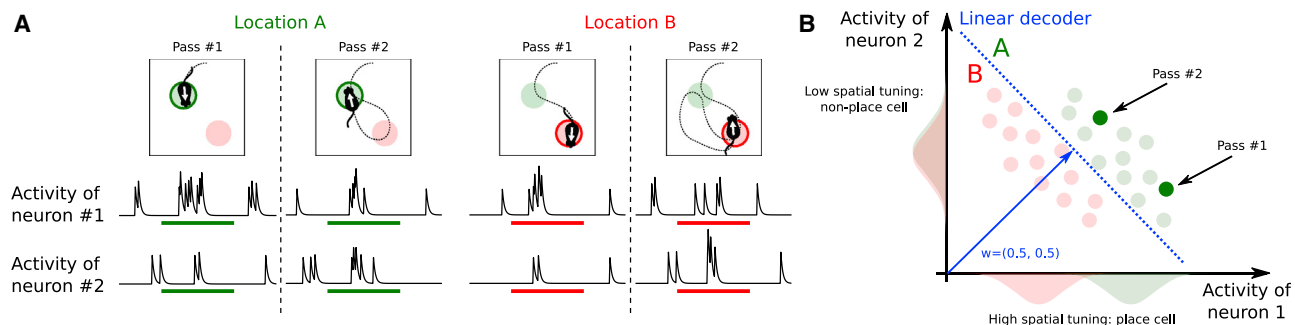 A
Location A
Location B
Pass #1
Pass #2
Pass #1
Pass #2
Activity of
neuron #1
Activity of
neuron #2
B
Activity of
neuron 2
Linear decoder
A
B
Pass #2
Pass #1
Low spatial tuning:
non-place cell
w=(0.5, 0.5)
Activity of
neuron 1
High spatial tuning: place cell